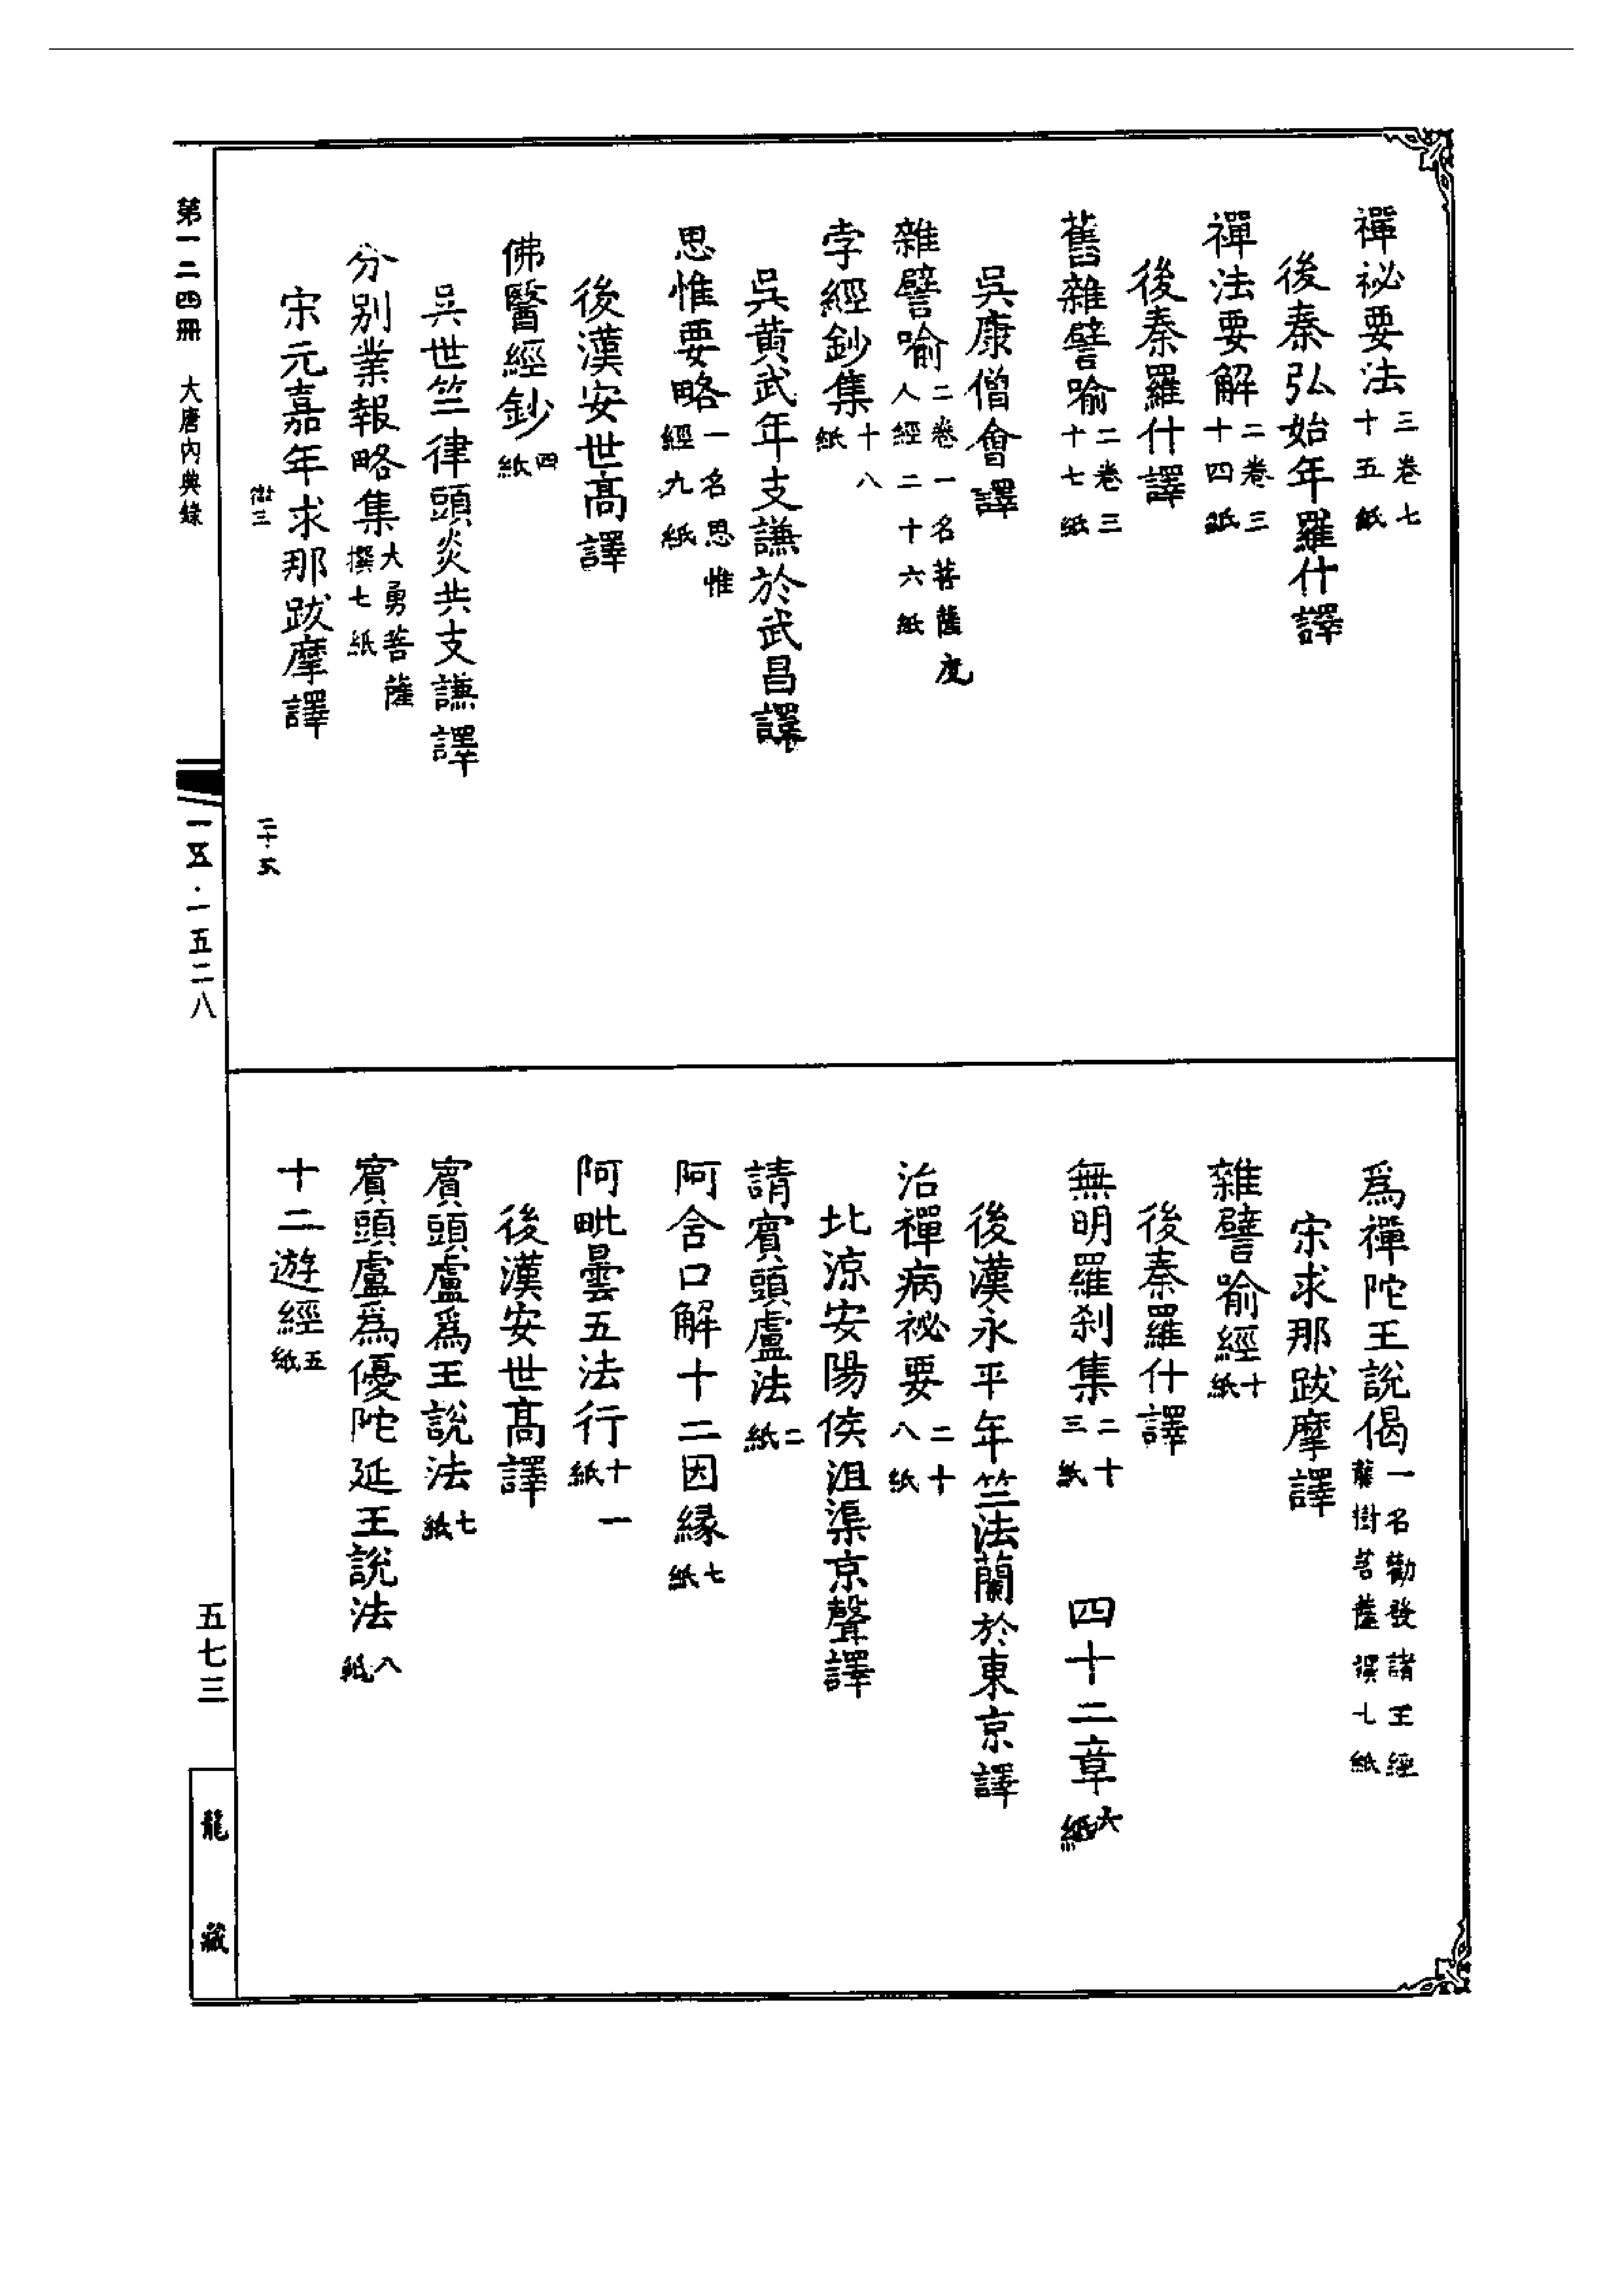 禪祕要法三卷七十五紙
後秦弘始年羅什譯
禪法要解二卷三十四紙
後秦羅什譯
舊雜譬喻二卷三十七紙
吳康僧會譯
雜譬喻二卷一名菩薩度人經二十六紙
孛經鈔集十八紙
吳黃武年支謙於武昌譯
思惟要略一名思惟經九紙
後漢安世高譯
佛醫經鈔四紙
吳世竺律頭炎共支謙譯
分别業報略集大勇菩薩撰七紙
宋元嘉年求那跋摩譯
為禪陀王說偈一名勸發諸王經龍樹菩薩撰七紙
宋求那跋摩譯
雜譬喻經十紙
後秦羅什譯
無明羅刹集二十三紙 四十二章六紙
後漢永平年竺法蘭於東京譯
治禪病祕要二十八紙
北涼安陽侯沮渠京聲譯
請賓頭盧法二紙
阿含口解十二因緣七紙
阿毗曇五法行十一紙
後漢安世高譯
賓頭盧為王說法七紙
賓頭盧為優陀延王說法八紙
十二遊經五紙
第一二四冊 大唐內典錄
一五五·一五二八
五七三
龍藏